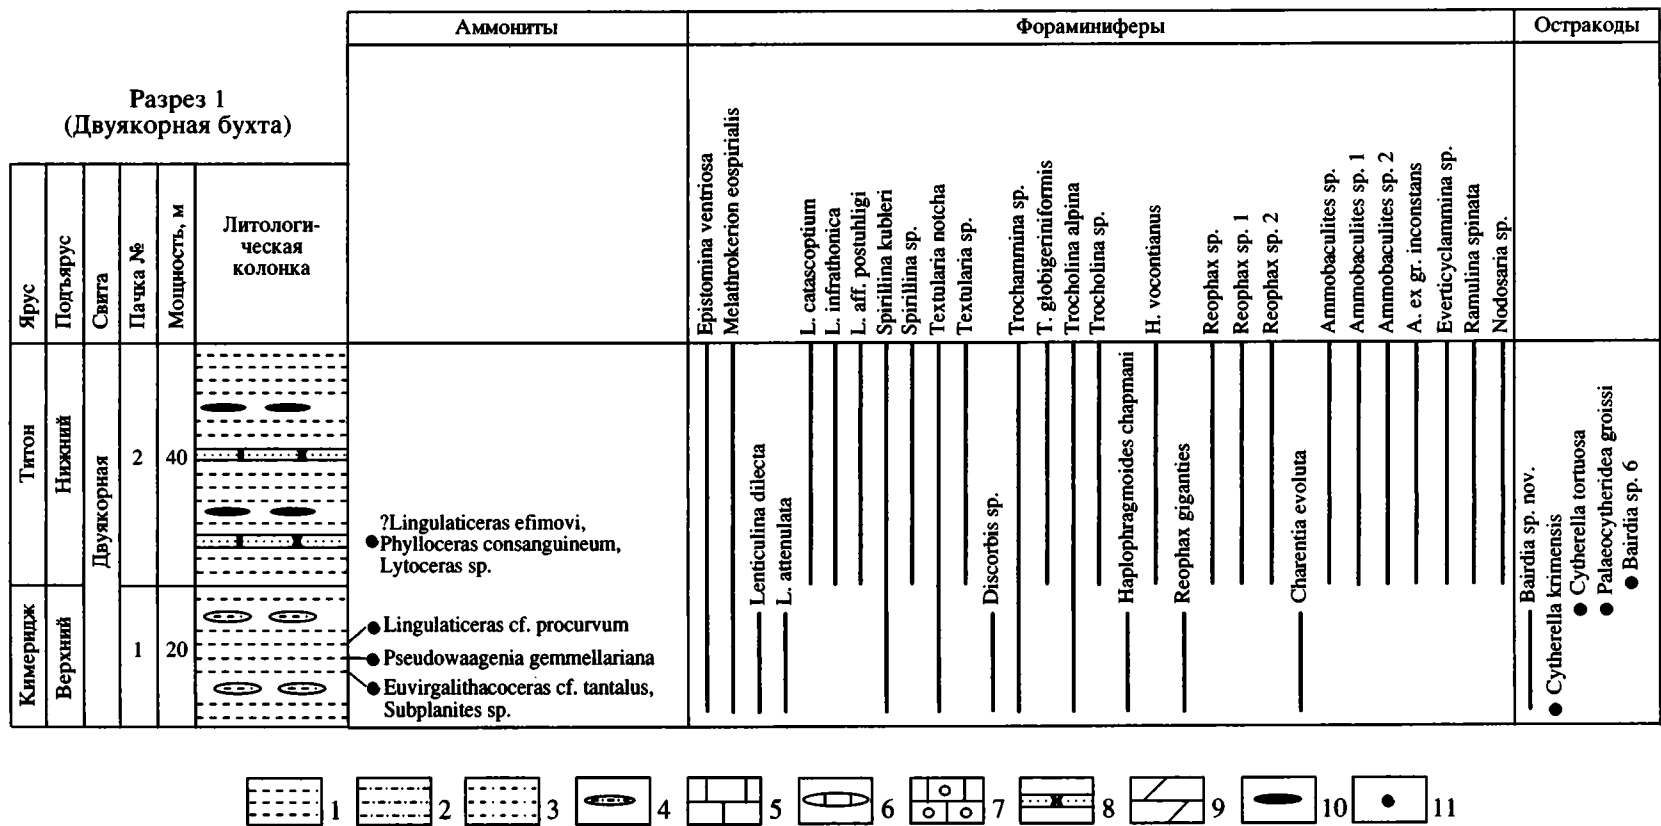 Аммониты
Фораминиферы
Остракоды
Разрез 1
(Двуякорная бухта)
Ярус
Подъярус
Свита
Пачка №
Мощность, м
Литологи-
ческая
колонка
Epistomina ventriosa
Melathrokerion eospirialis
Lenticulina dilecta
L. attenulata
L. catascoptium
L. infrathonica
L. aff. postuhligi
Spirillina kubleri
Spirillina sp.
Textularia notcha
Textularia sp.
Discorbis sp.
Trochammina sp.
T. globigeriniformis
Trocholina alpina
Trocholina sp.
Haplophragmoides chapmani
H. vocontianus
Reophax giganties
Reophax sp.
Reophax sp. 1
Reophax sp. 2
Charentia evoluta
Ammobaculites sp.
Ammobaculites sp. 1
Ammobaculites sp. 2
A. ex gr. inconstans
Everticyclammina sp.
Ramulina spinata
Nodosaria sp.
Bairdia sp. nov.
Cytherella krimensis
Cytherella tortuosa
Palaeocytheridea groissi
Bairdia sp. 6
Титон
Нижний
Двуякорная
2
40
?Lingulaticeras efimovi,
Phylloceras consanguineum,
Lytoceras sp.
Кимеридж
Верхний
1
20
Lingulaticeras cf. procurvum
Pseudowaagenia gemmellariana
Euvirgalithacoceras cf. tantalus,
Subplanites sp.
1
2
3
4
5
6
7
8
9
10
11